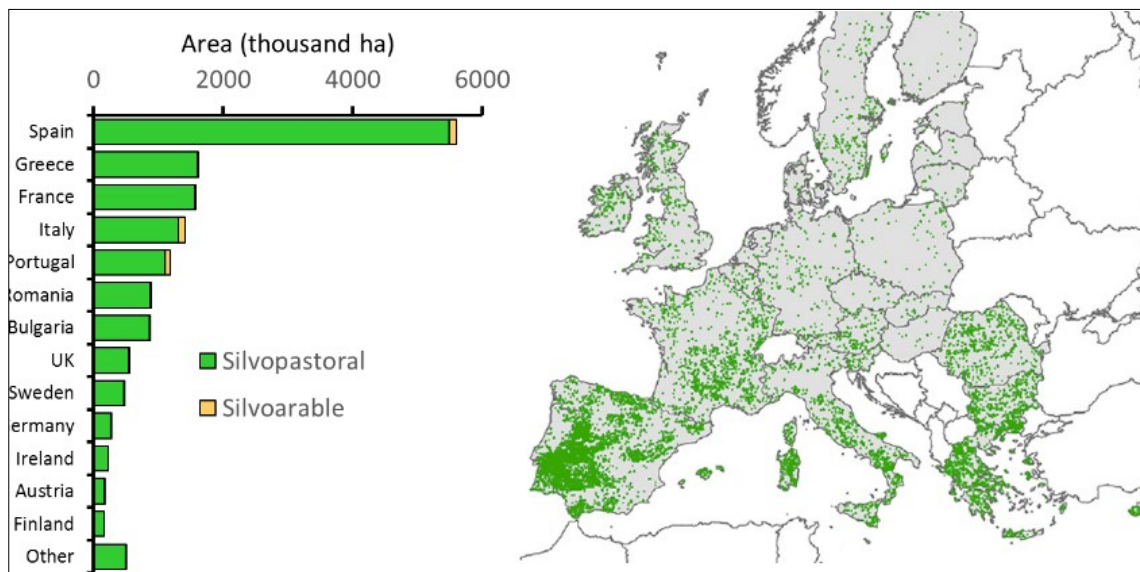 Area (thousand ha)
0 2000 4000 6000
Spain
Greece
France
Italy
Portugal
Romania
Bulgaria
UK
Sweden
Germany
Ireland
Austria
Finland
Other
Silvopastoral
Silvoarable